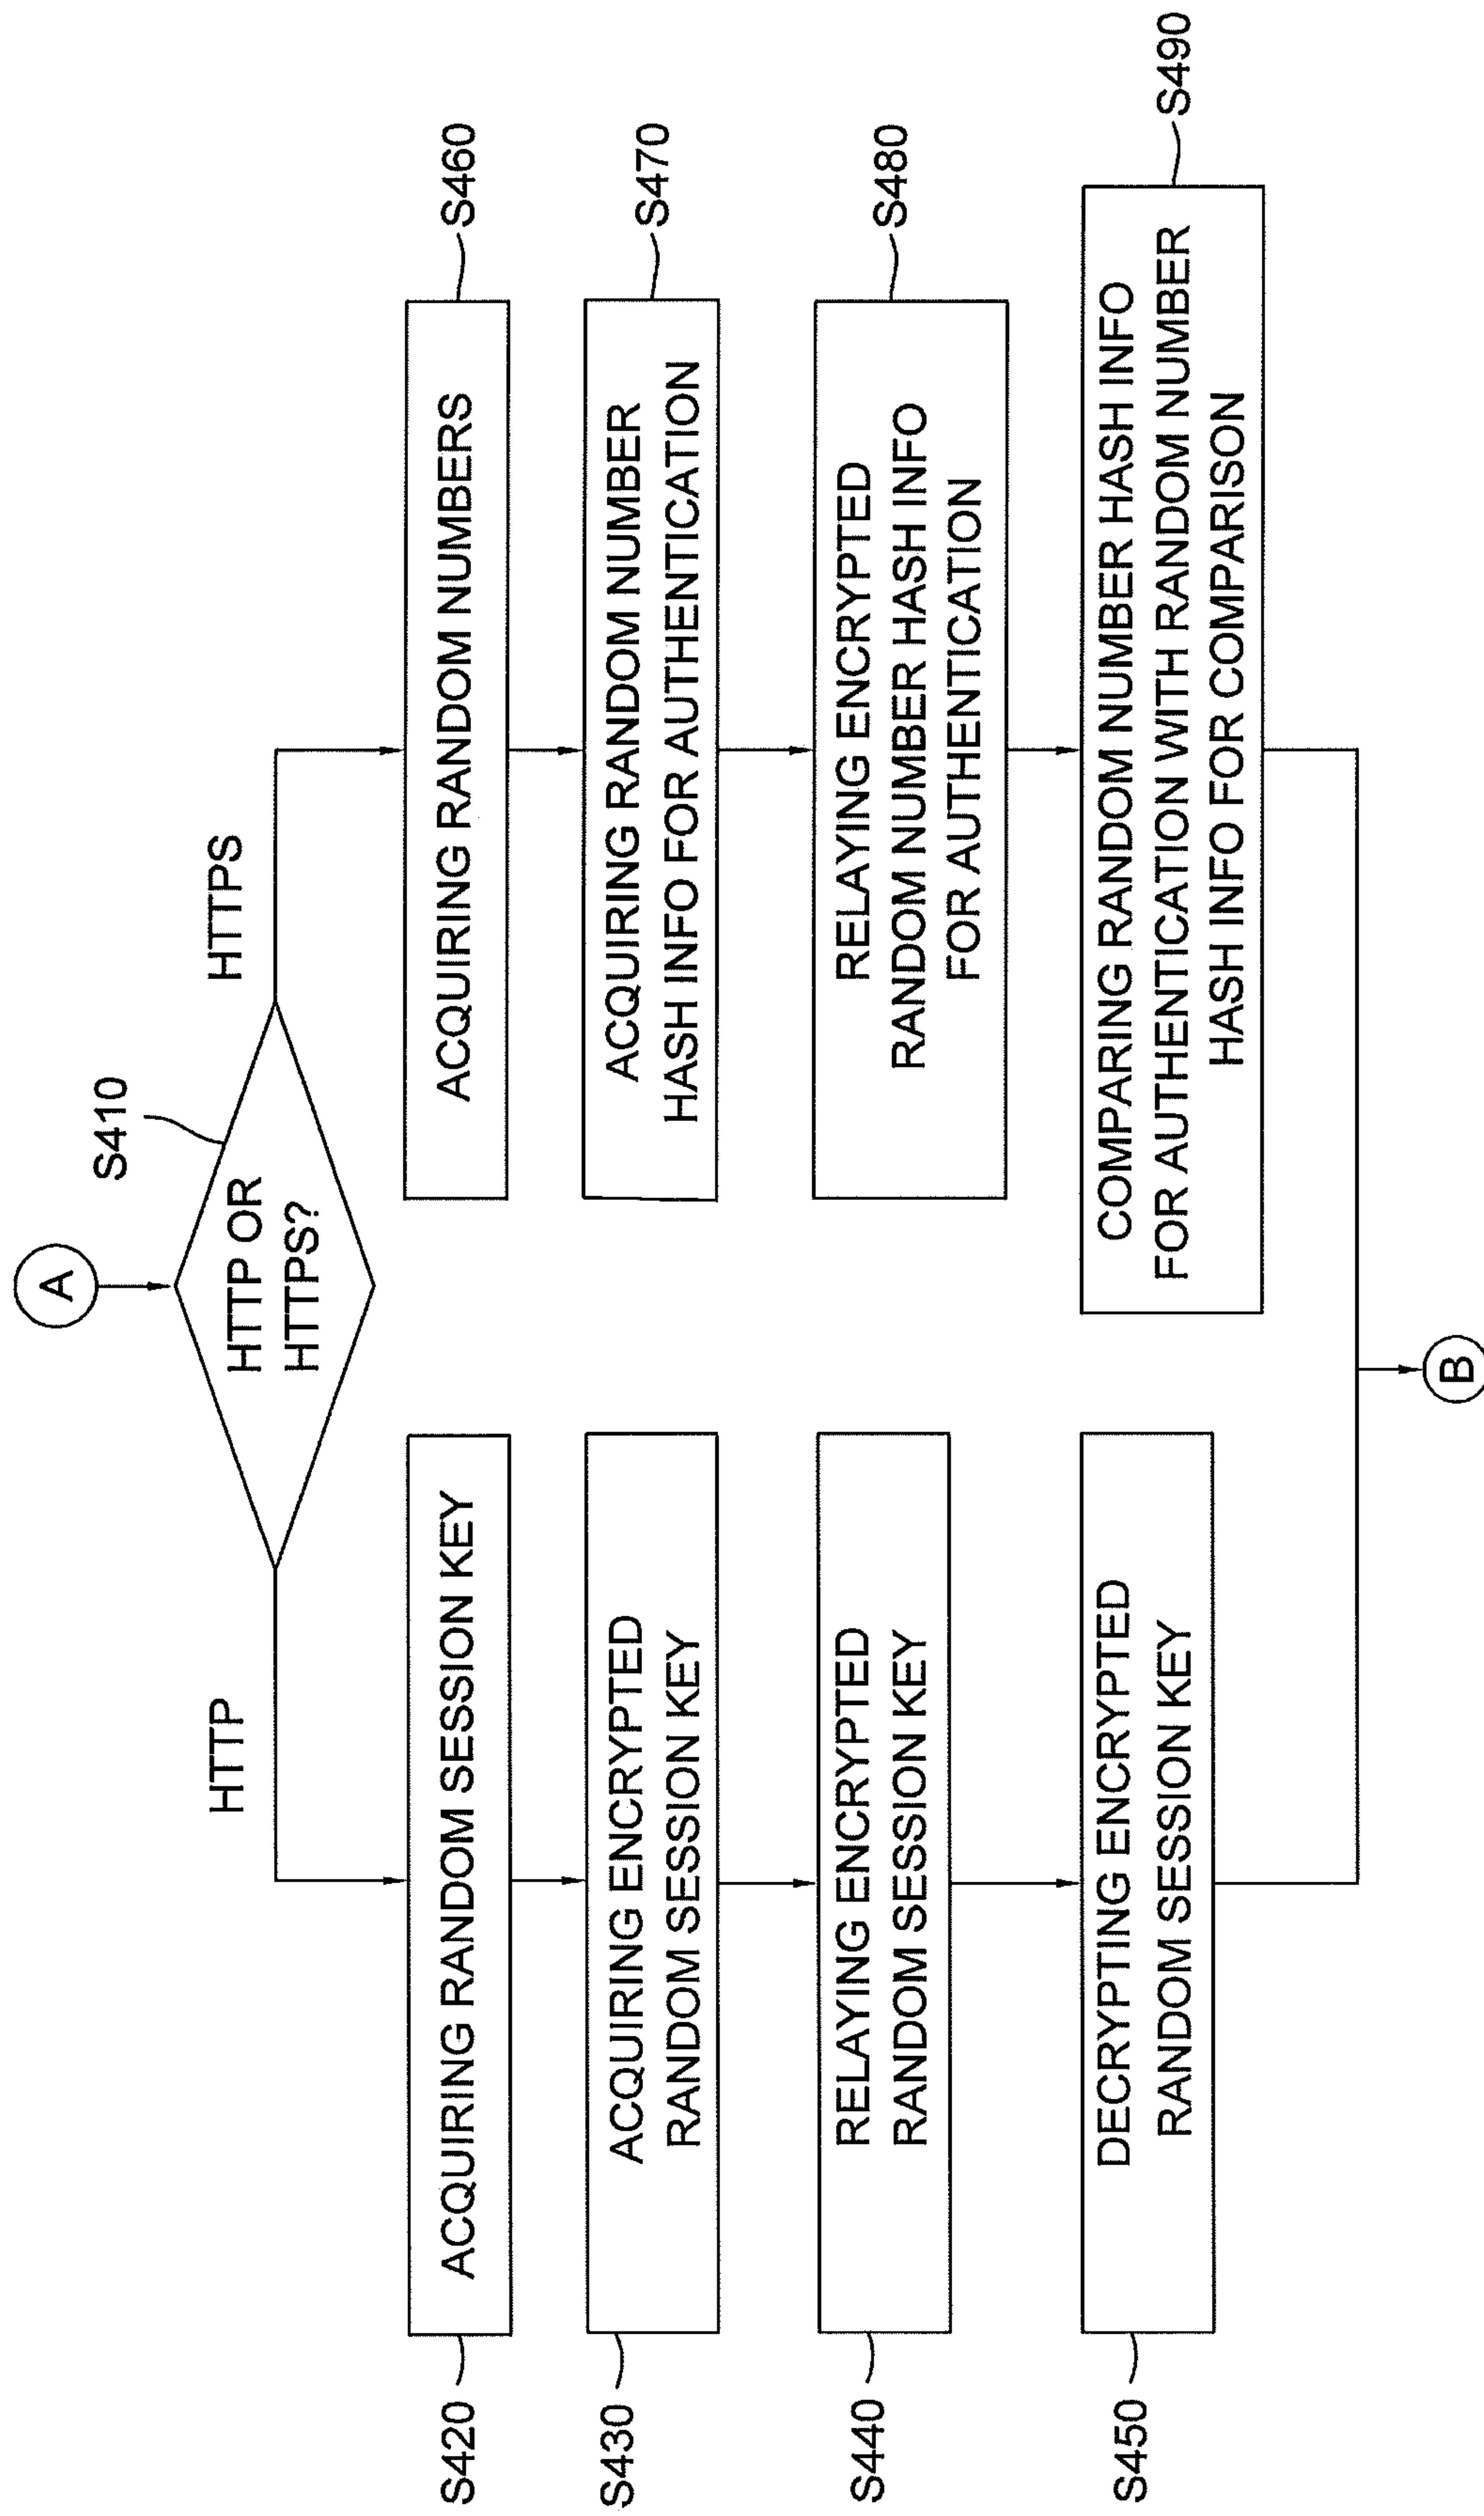 A
S410
HTTP OR
HTTPS?
HTTP
HTTPS
S420
ACQUIRING RANDOM SESSION KEY
S430
ACQUIRING ENCRYPTED
RANDOM SESSION KEY
S440
RELAYING ENCRYPTED
RANDOM SESSION KEY
S450
DECRYPTING ENCRYPTED
RANDOM SESSION KEY
ACQUIRING RANDOM NUMBERS
S460
ACQUIRING RANDOM NUMBER
HASH INFO FOR AUTHENTICATION
S470
RELAYING ENCRYPTED
RANDOM NUMBER HASH INFO
FOR AUTHENTICATION
S480
COMPARING RANDOM NUMBER HASH INFO
FOR AUTHENTICATION WITH RANDOM NUMBER
HASH INFO FOR COMPARISON
S490
B